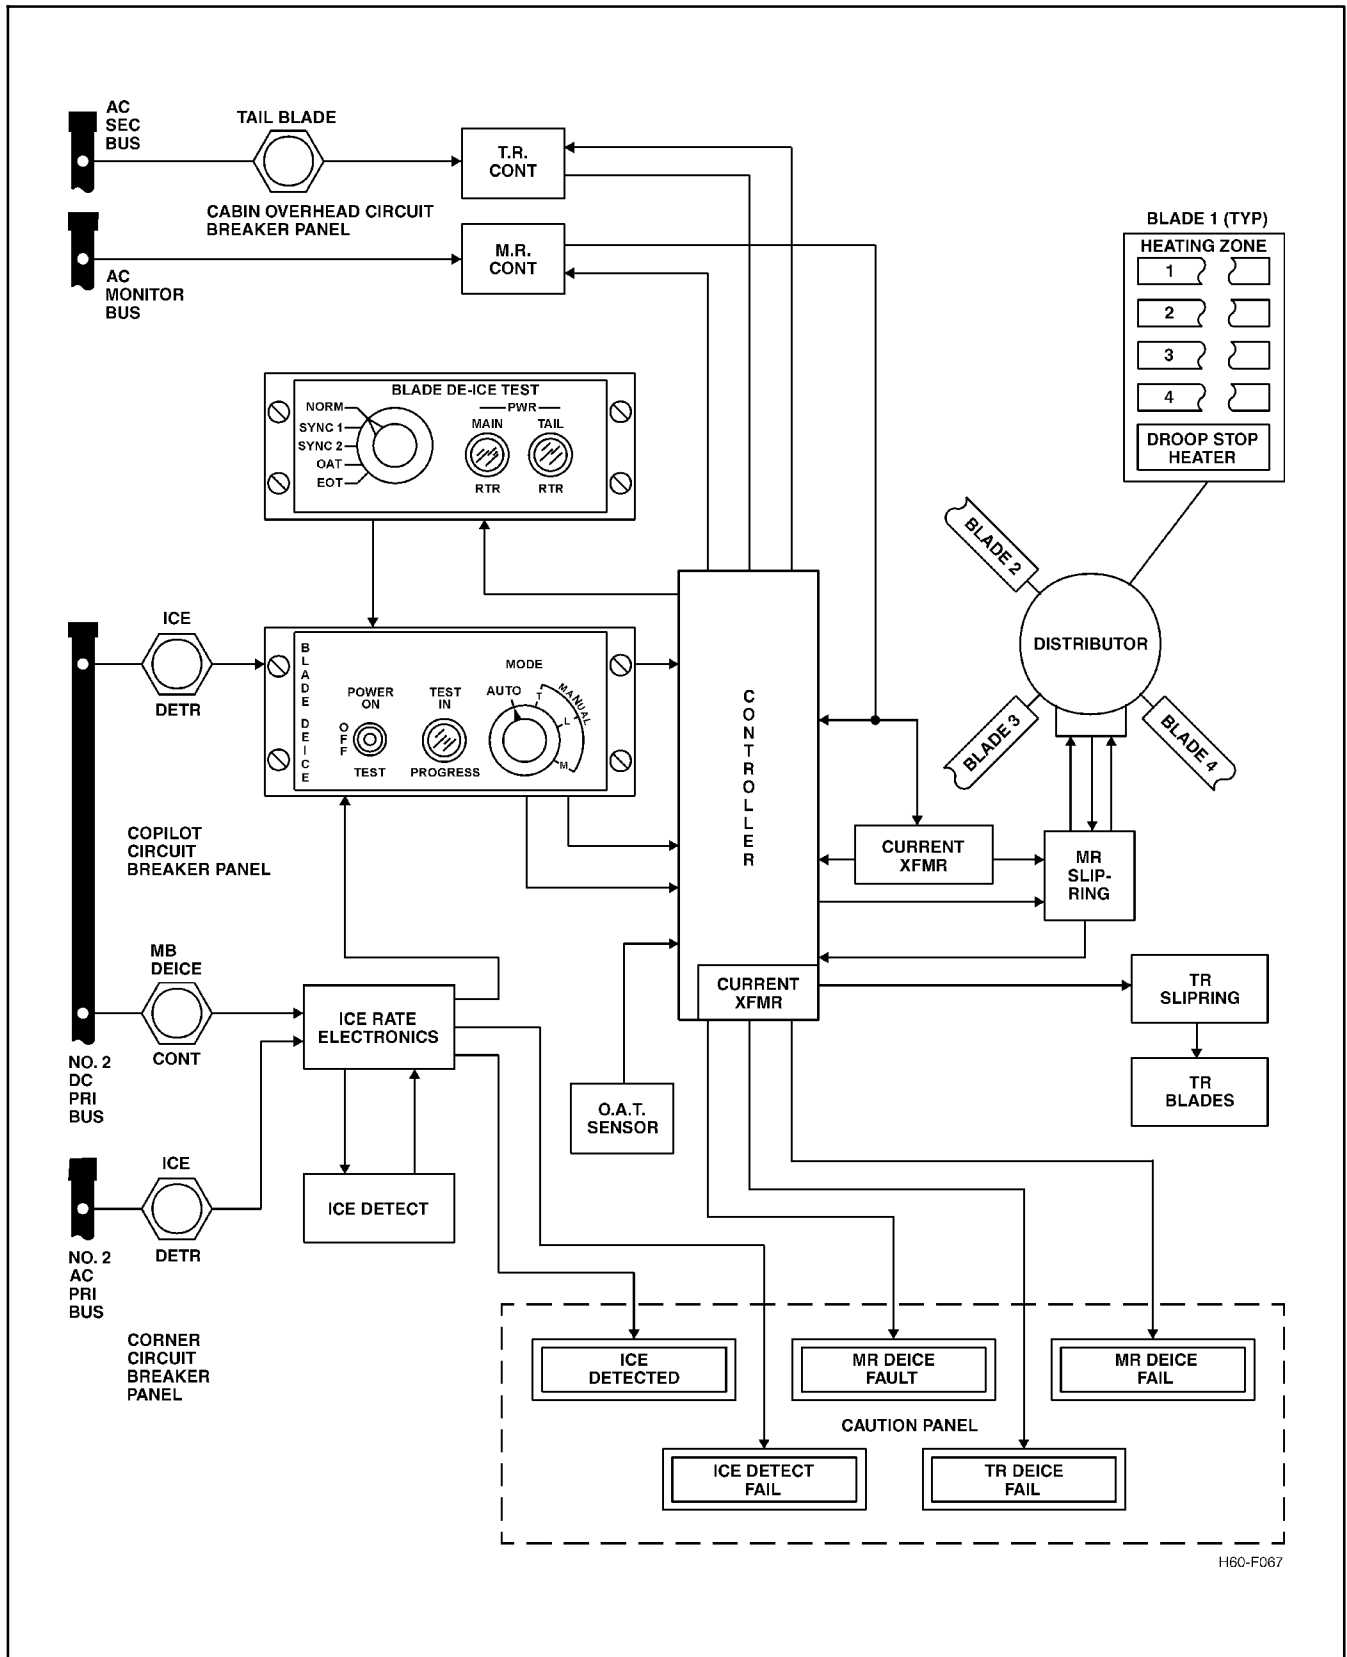 AC
SEC
BUS
TAIL BLADE
T.R.
CONT
CABIN OVERHEAD CIRCUIT
BREAKER PANEL
M.R.
CONT
AC
MONITOR
BUS
BLADE 1 (TYP)
HEATING ZONE
1
2
3
4
DROOP STOP
HEATER
BLADE DE-ICE TEST
NORM
SYNC 1
SYNC 2
OAT
EOT
PWR
MAIN
TAIL
RTR
RTR
BLADE 2
DISTRIBUTOR
BLADE 3
BLADE 4
ICE
DETR
BLADE DEICE
POWER
ON
OFF
TEST
TEST
IN
PROGRESS
MODE
AUTO
MANUAL
T
L
M
CONTROLLER
COPILOT
CIRCUIT
BREAKER PANEL
CURRENT
XFMR
MR
SLIP-
RING
MB
DEICE
CONT
ICE RATE
ELECTRONICS
CURRENT
XFMR
TR
SLIPRING
NO. 2
DC
PRI
BUS
O.A.T.
SENSOR
TR
BLADES
ICE
DETR
ICE DETECT
NO. 2
AC
PRI
BUS
CORNER
CIRCUIT
BREAKER
PANEL
ICE
DETECTED
MR DEICE
FAULT
MR DEICE
FAIL
CAUTION PANEL
ICE DETECT
FAIL
TR DEICE
FAIL
H60-F067